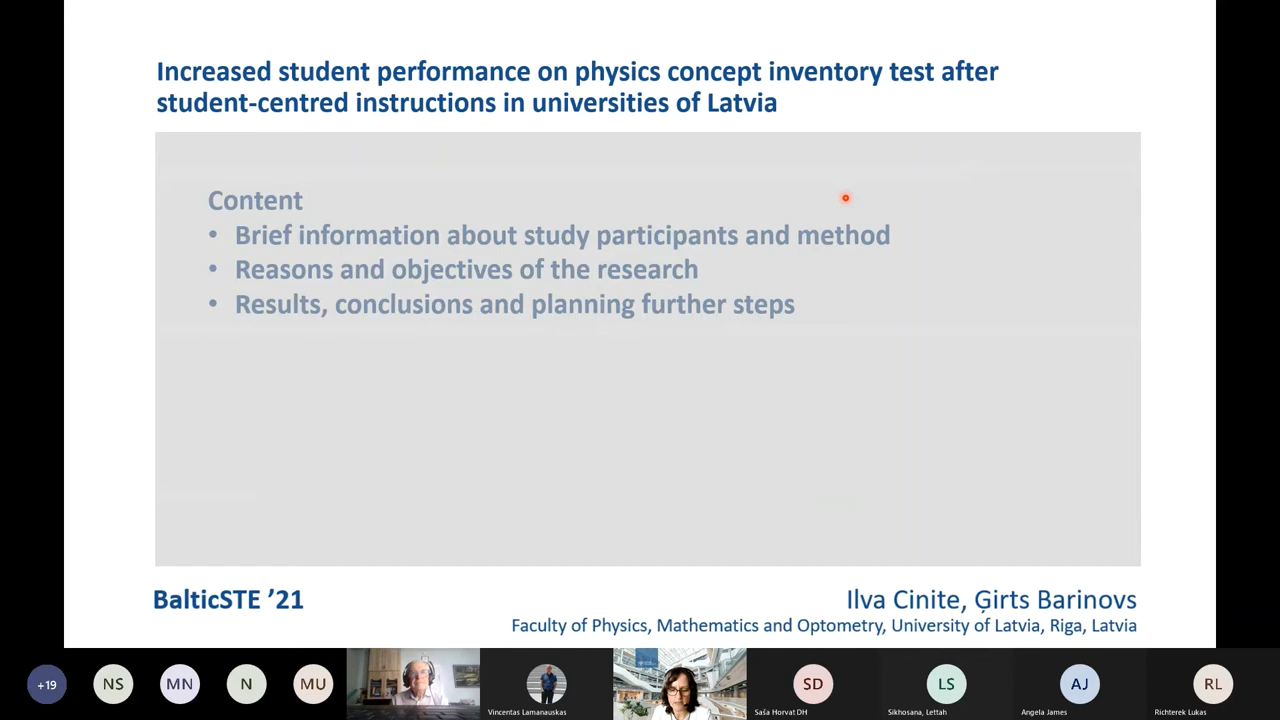 Increased student performance on physics concept inventory test after
student-centred instructions in universities of Latvia
Content
• Brief information about study participants and method
• Reasons and objectives of the research
• Results, conclusions and planning further steps
BalticSTE ’21
Ilva Cinite, Ģirts Barinovs
Faculty of Physics, Mathematics and Optometry, University of Latvia, Riga, Latvia
+19
NS
MN
N
MU
Vincentas Lamanauskas
SD
Saša Horvat DH
LS
Sikhosana, Lettah
AJ
Angela James
RL
Richterek Lukas